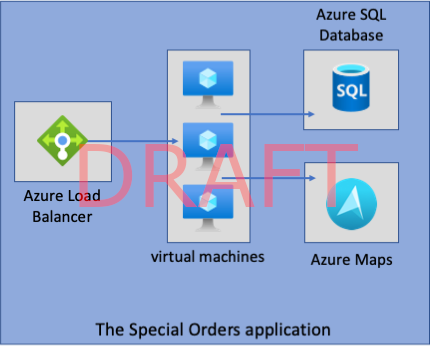 Azure SQL
Database
SQL
Azure Load
Balancer
DRAFT
virtual machines
Azure Maps
The Special Orders application